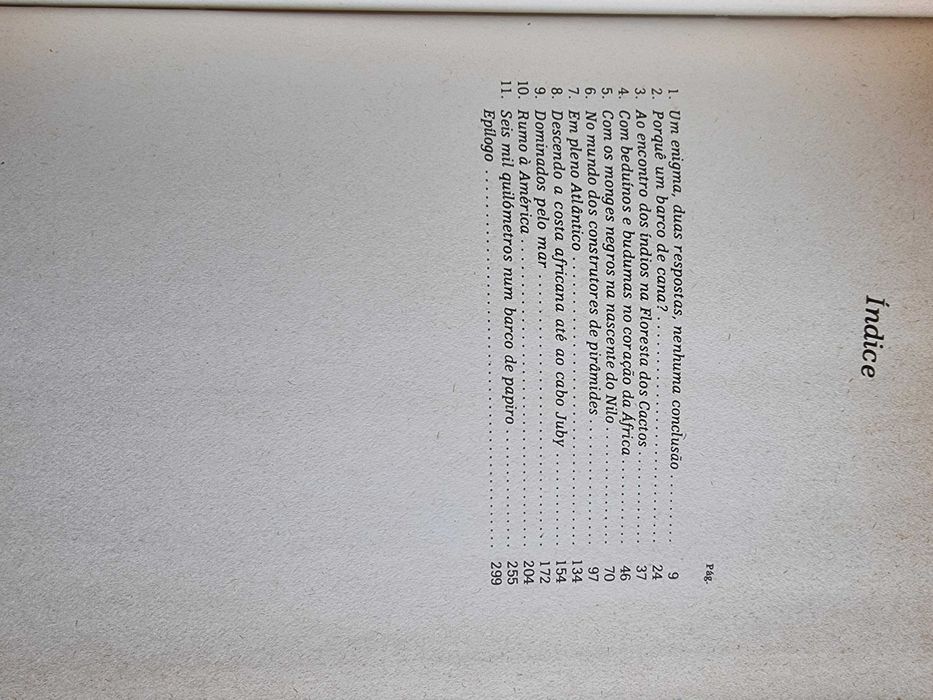 Índice
Pág.
1. Um enigma, duas respostas, nenhuma conclusão . . . . . . . . 9
2. Porquê um barco de cana? . . . . . . . . . . . . . . . . . . . . . . . . . . . 24
3. Ao encontro dos índios na Floresta dos Cactos . . . . . . . . . . . 37
4. Com beduínos e budumas no coração da África . . . . . . . . . . 46
5. Com os monges negros na nascente do Nilo . . . . . . . . . . . . . . 70
6. No mundo dos construtores de pirâmides . . . . . . . . . . . . . . . 97
7. Em pleno Atlântico . . . . . . . . . . . . . . . . . . . . . . . . . . . . . . . . . . 134
8. Descendo a costa africana até ao cabo Juby . . . . . . . . . . . . 154
9. Dominados pelo mar . . . . . . . . . . . . . . . . . . . . . . . . . . . . . . . . 172
10. Rumo à América . . . . . . . . . . . . . . . . . . . . . . . . . . . . . . . . . . . 204
11. Seis mil quilómetros num barco de papiro . . . . . . . . . . . . . 255
Epílogo . . . . . . . . . . . . . . . . . . . . . . . . . . . . . . . . . . . . . . . . . . . 299